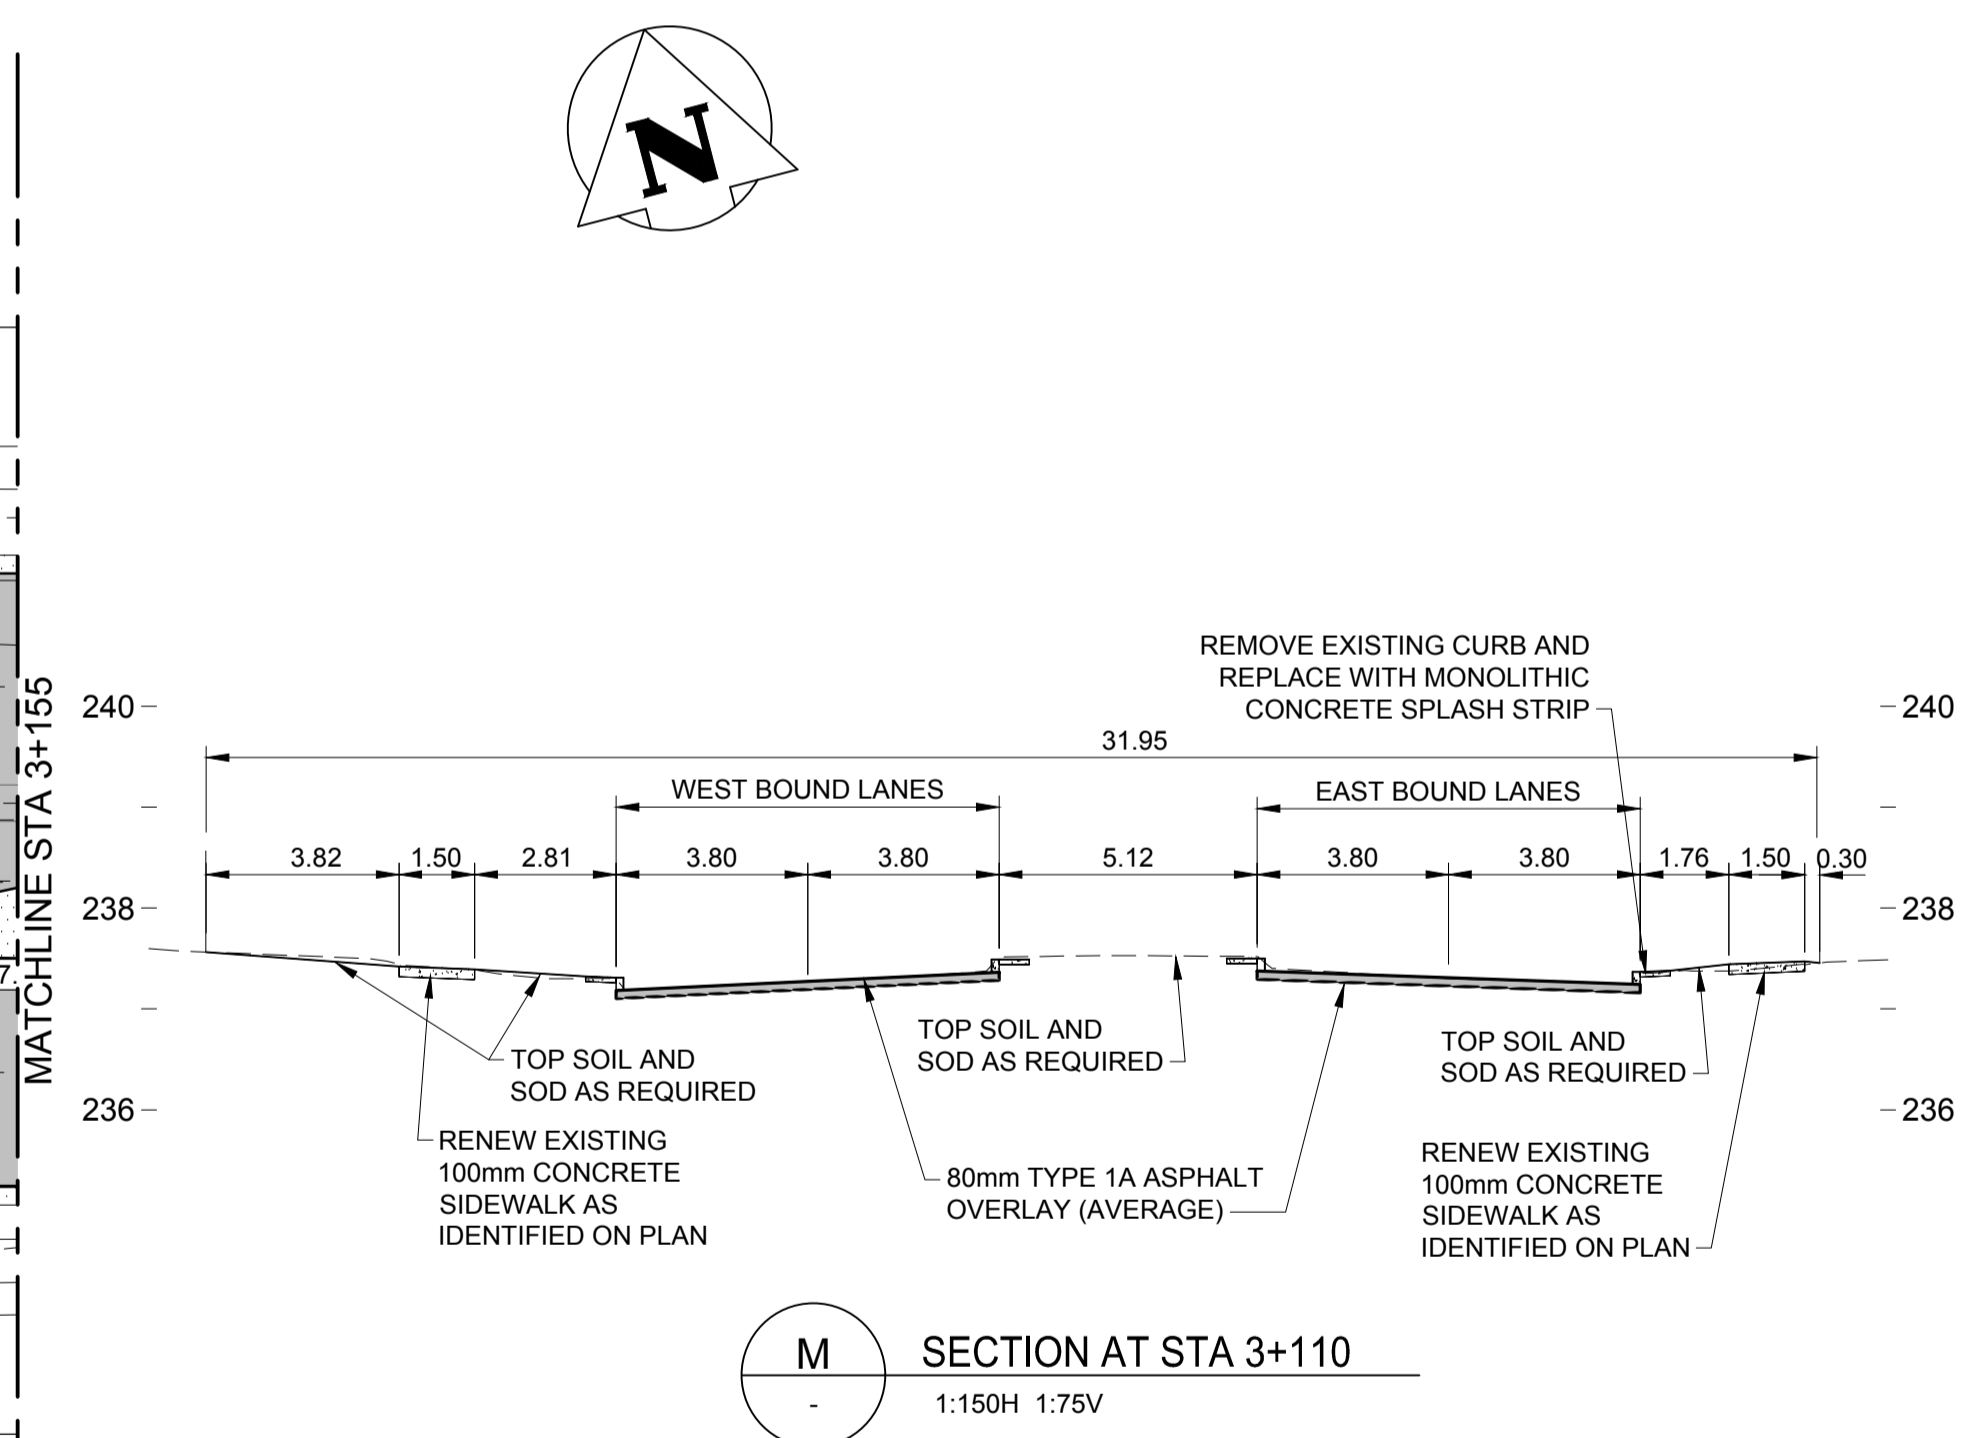 N
MATCHLINE STA 3+155
7.
REMOVE EXISTING CURB AND
REPLACE WITH MONOLITHIC
CONCRETE SPLASH STRIP
240
240
31.95
WEST BOUND LANES
EAST BOUND LANES
3.82
1.50
2.81
3.80
3.80
5.12
3.80
3.80
1.76
1.50
0.30
238
238
TOP SOIL AND
SOD AS REQUIRED
TOP SOIL AND
SOD AS REQUIRED
TOP SOIL AND
SOD AS REQUIRED
236
236
RENEW EXISTING
100mm CONCRETE
SIDEWALK AS
IDENTIFIED ON PLAN
80mm TYPE 1A ASPHALT
OVERLAY (AVERAGE)
RENEW EXISTING
100mm CONCRETE
SIDEWALK AS
IDENTIFIED ON PLAN
M
-
SECTION AT STA 3+110
1:150H 1:75V